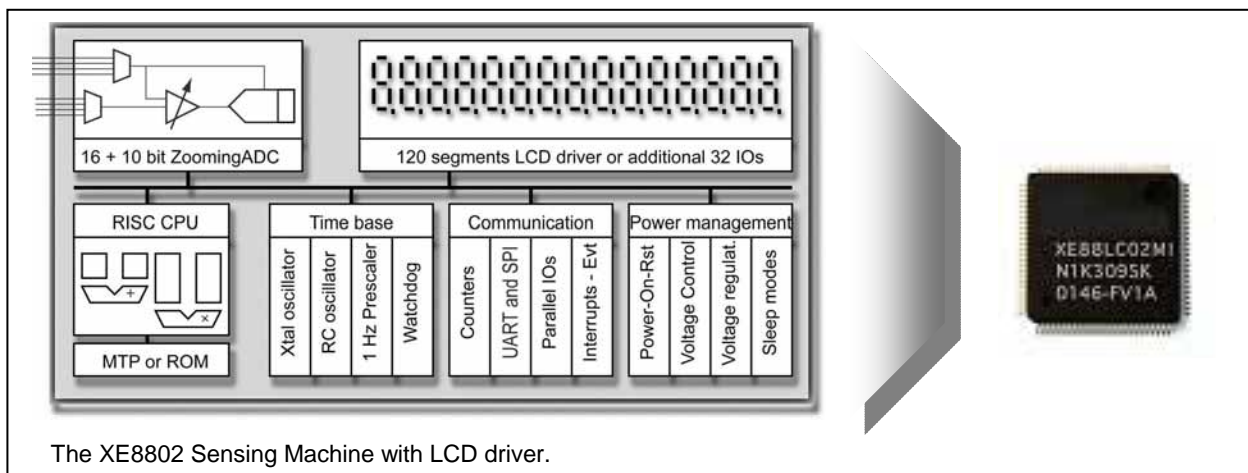 16 + 10 bit ZoomingADC
120 segments LCD driver or additional 32 IOs
RISC CPU
+
×
MTP or ROM
Time base
Xtal oscillator
RC oscillator
1 Hz Prescaler
Watchdog
Communication
Counters
UART and SPI
Parallel IOs
Interrupts - Evt
Power management
Power-On-Rst
Voltage Control
Voltage regulat.
Sleep modes
XE88LC02MI
N1K3095K
D146-FV1A
The XE8802 Sensing Machine with LCD driver.